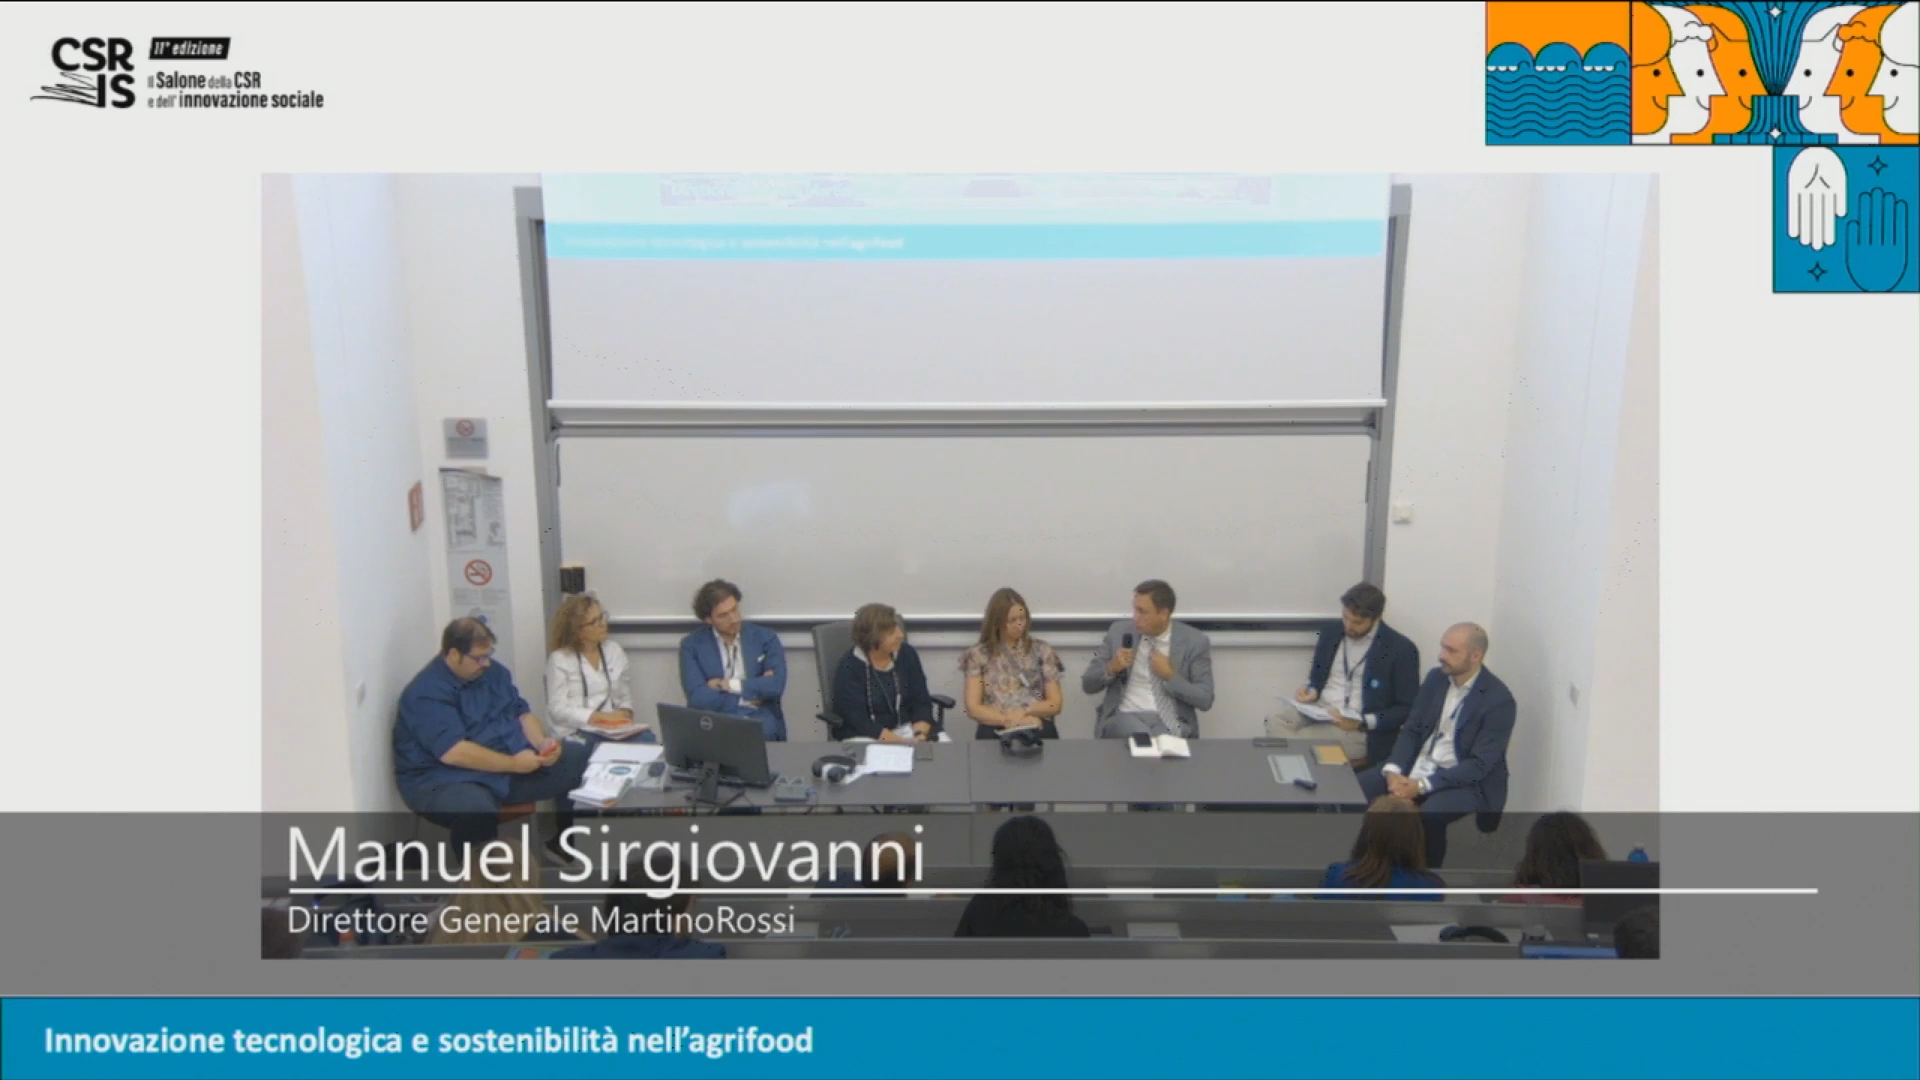 CSR
IS
11° edizione
il Salone della CSR
e dell'innovazione sociale
Manuel Sirgiovanni
Direttore Generale MartinoRossi
Innovazione tecnologica e sostenibilità nell'agrifood